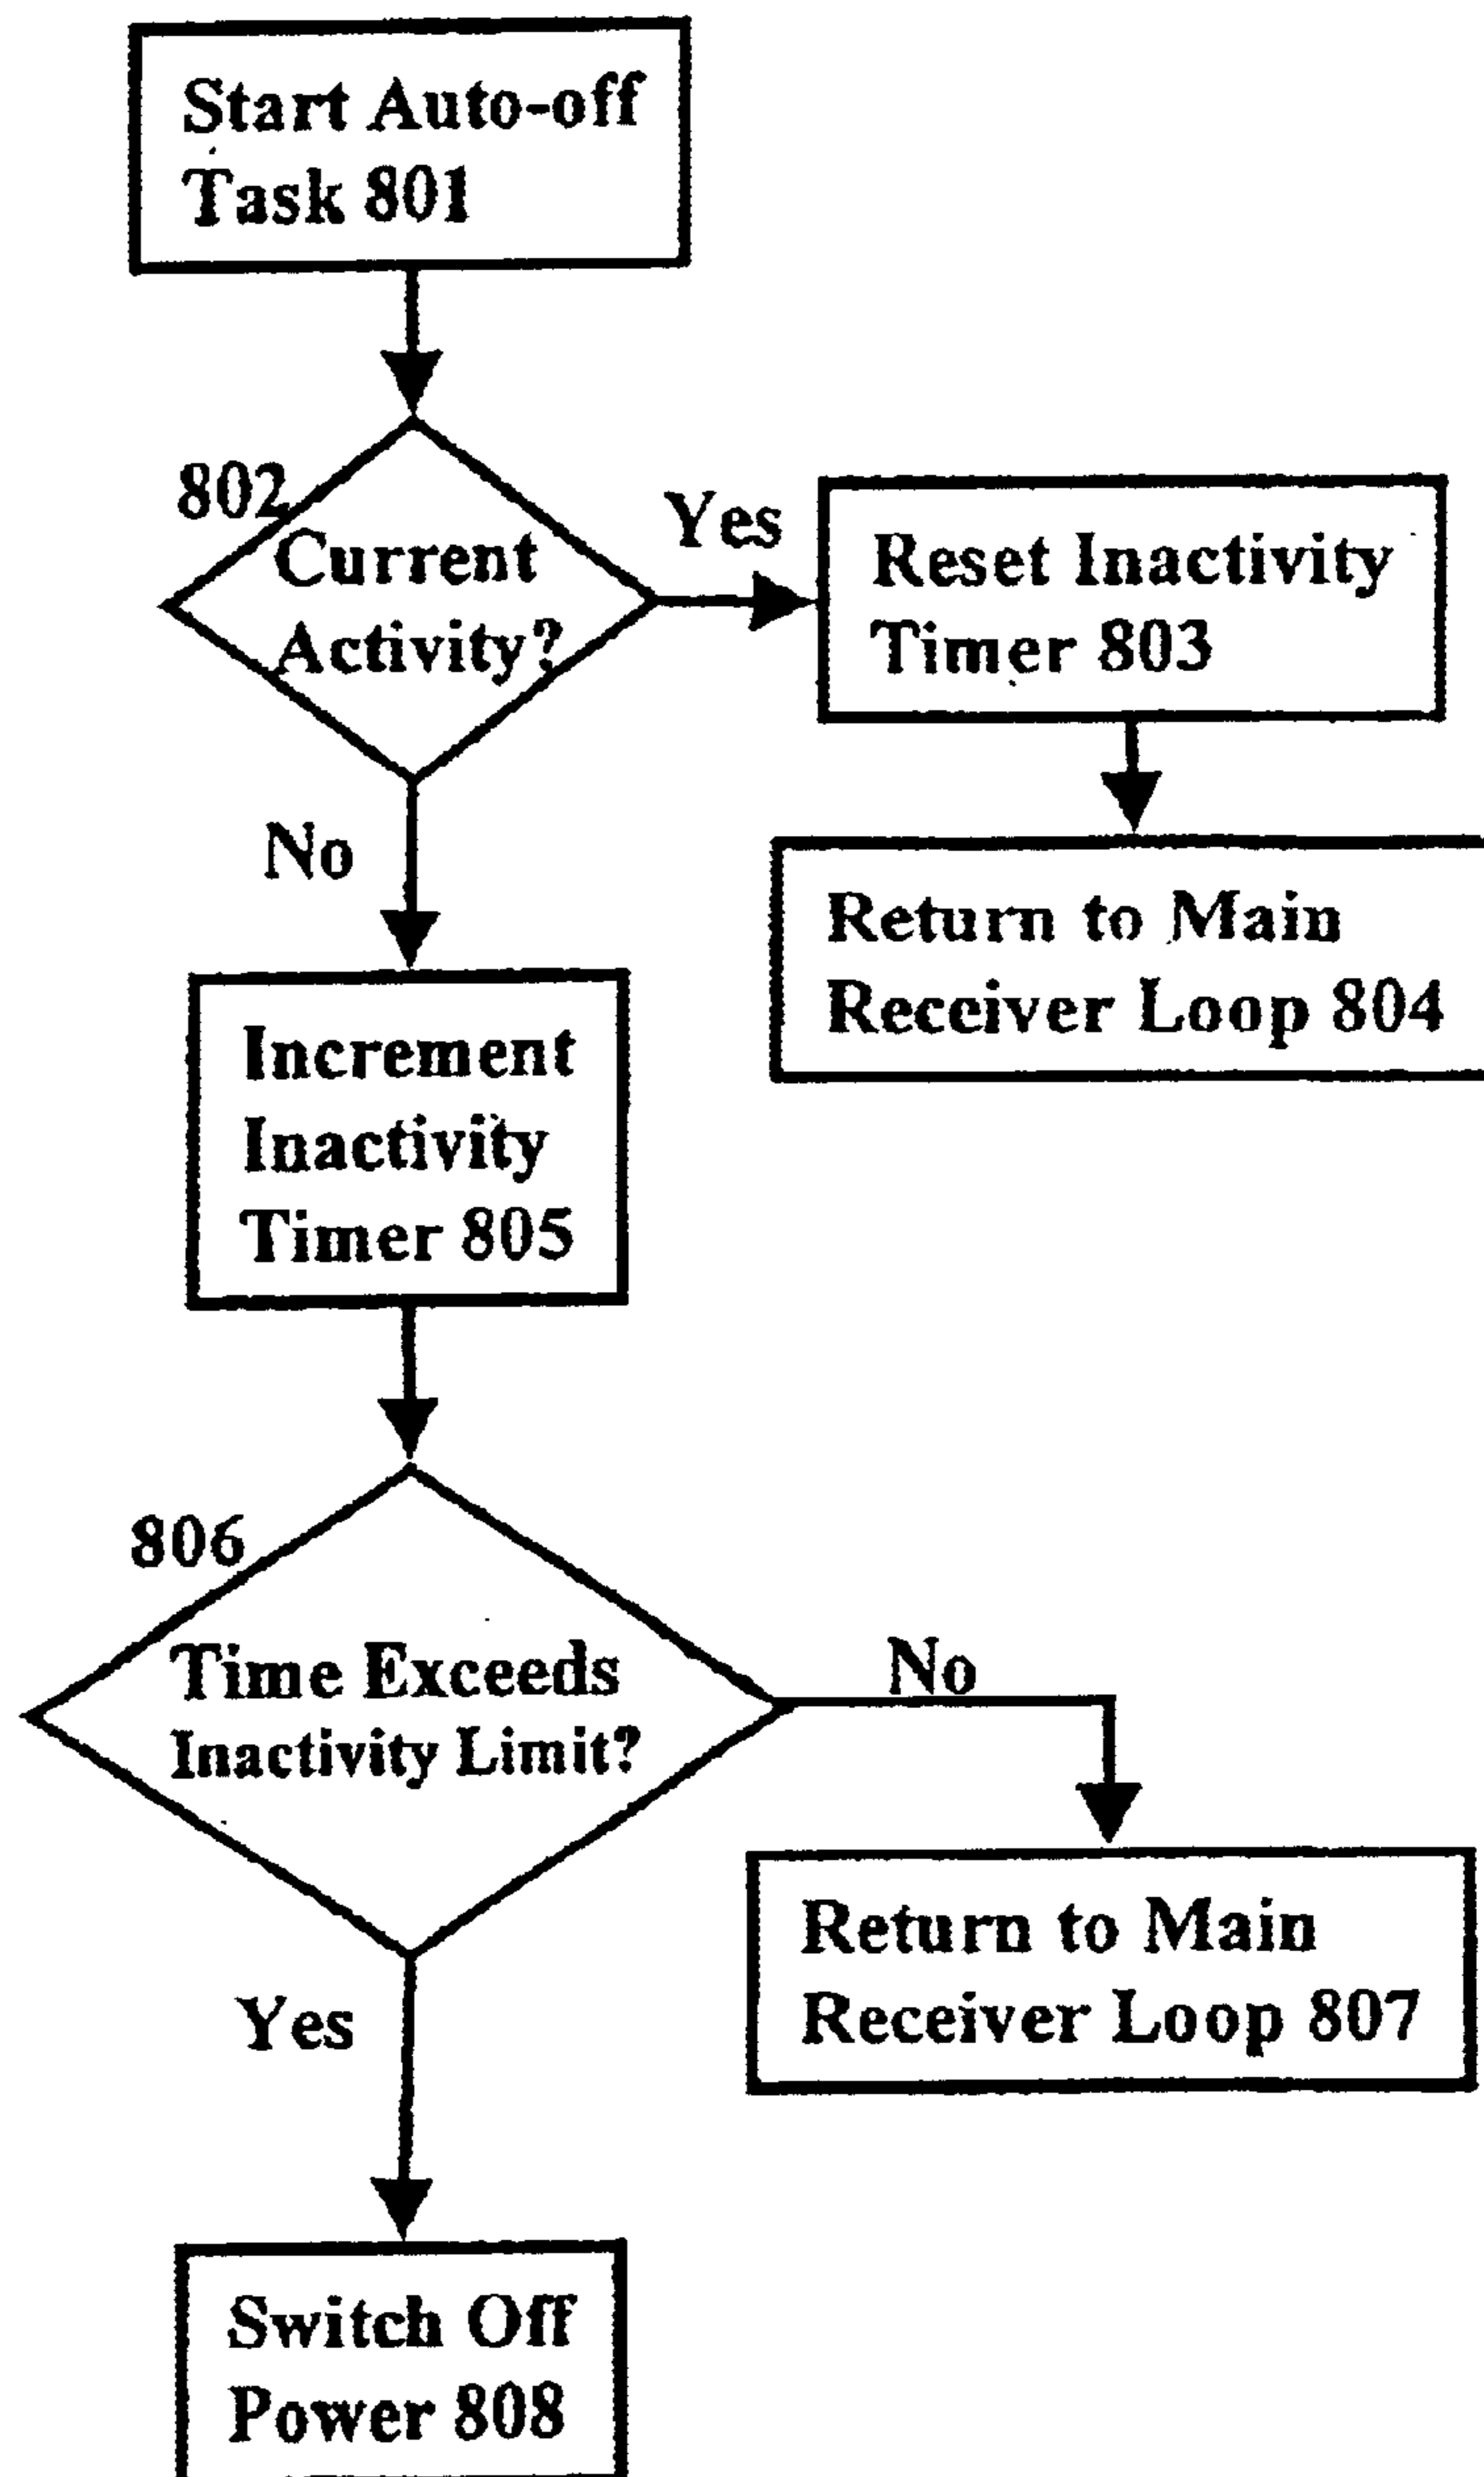 Start Auto-off
Task 801
802
Current
Activity?
Yes
Reset Inactivity
Timer 803
Return to Main
Receiver Loop 804
No
Increment
Inactivity
Timer 805
806
Time Exceeds
Inactivity Limit?
No
Return to Main
Receiver Loop 807
Yes
Switch Off
Power 808